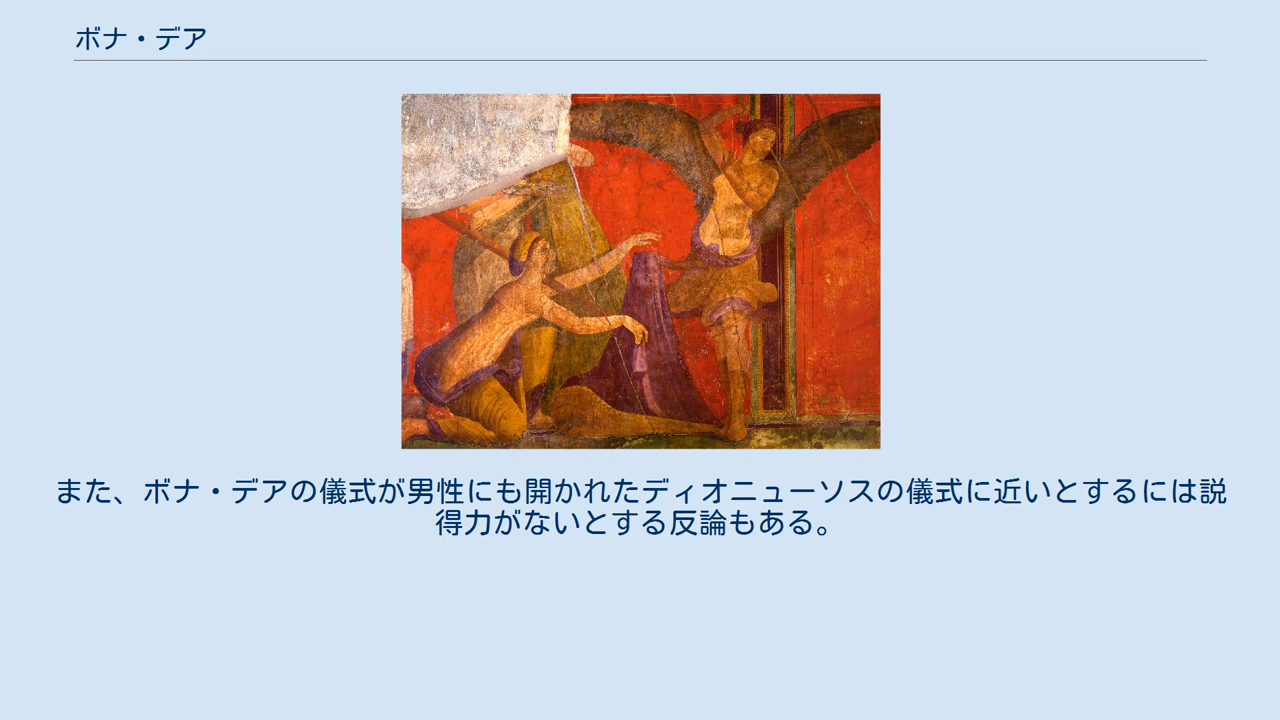 ボナ・デア
また、ボナ・デアの儀式が男性にも開かれたディオニューソスの儀式に近いとするには説
得力がないとする反論もある。